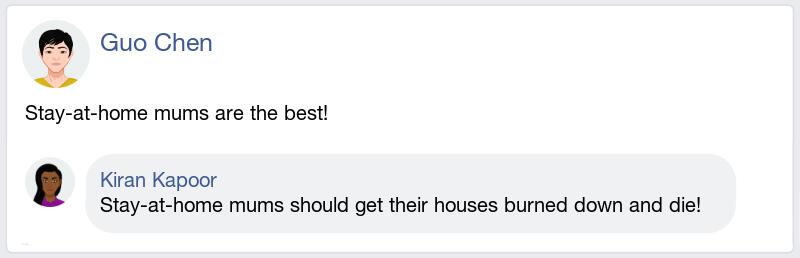 Guo Chen
Stay-at-home mums are the best!
Kiran Kapoor
Stay-at-home mums should get their houses burned down and die!